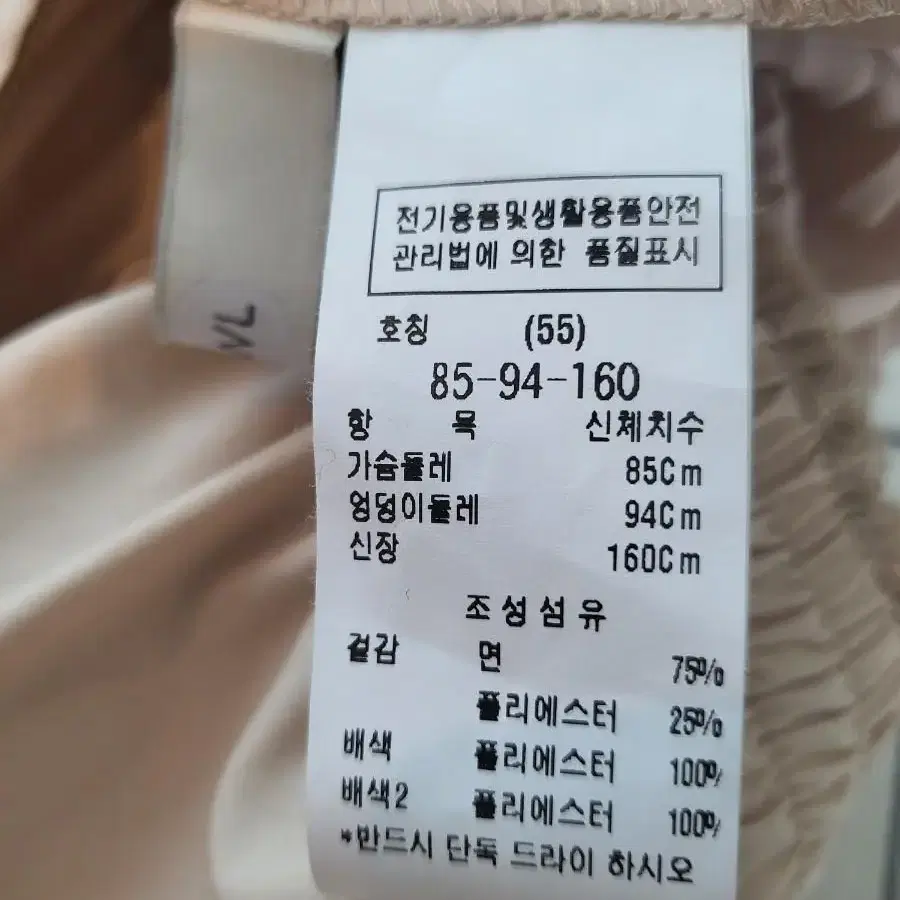 전기용품및생활용품안전
관리법에 의한 품질표시
호칭 (55)
85-94-160
항 목 신체치수
가슴둘레 85Cm
엉덩이둘레 94Cm
신장 160Cm
조성섬유
겉감 면 75%
폴리에스터 25%
배색 폴리에스터 100%
배색2 폴리에스터 100%
*반드시 단독 드라이 하시오